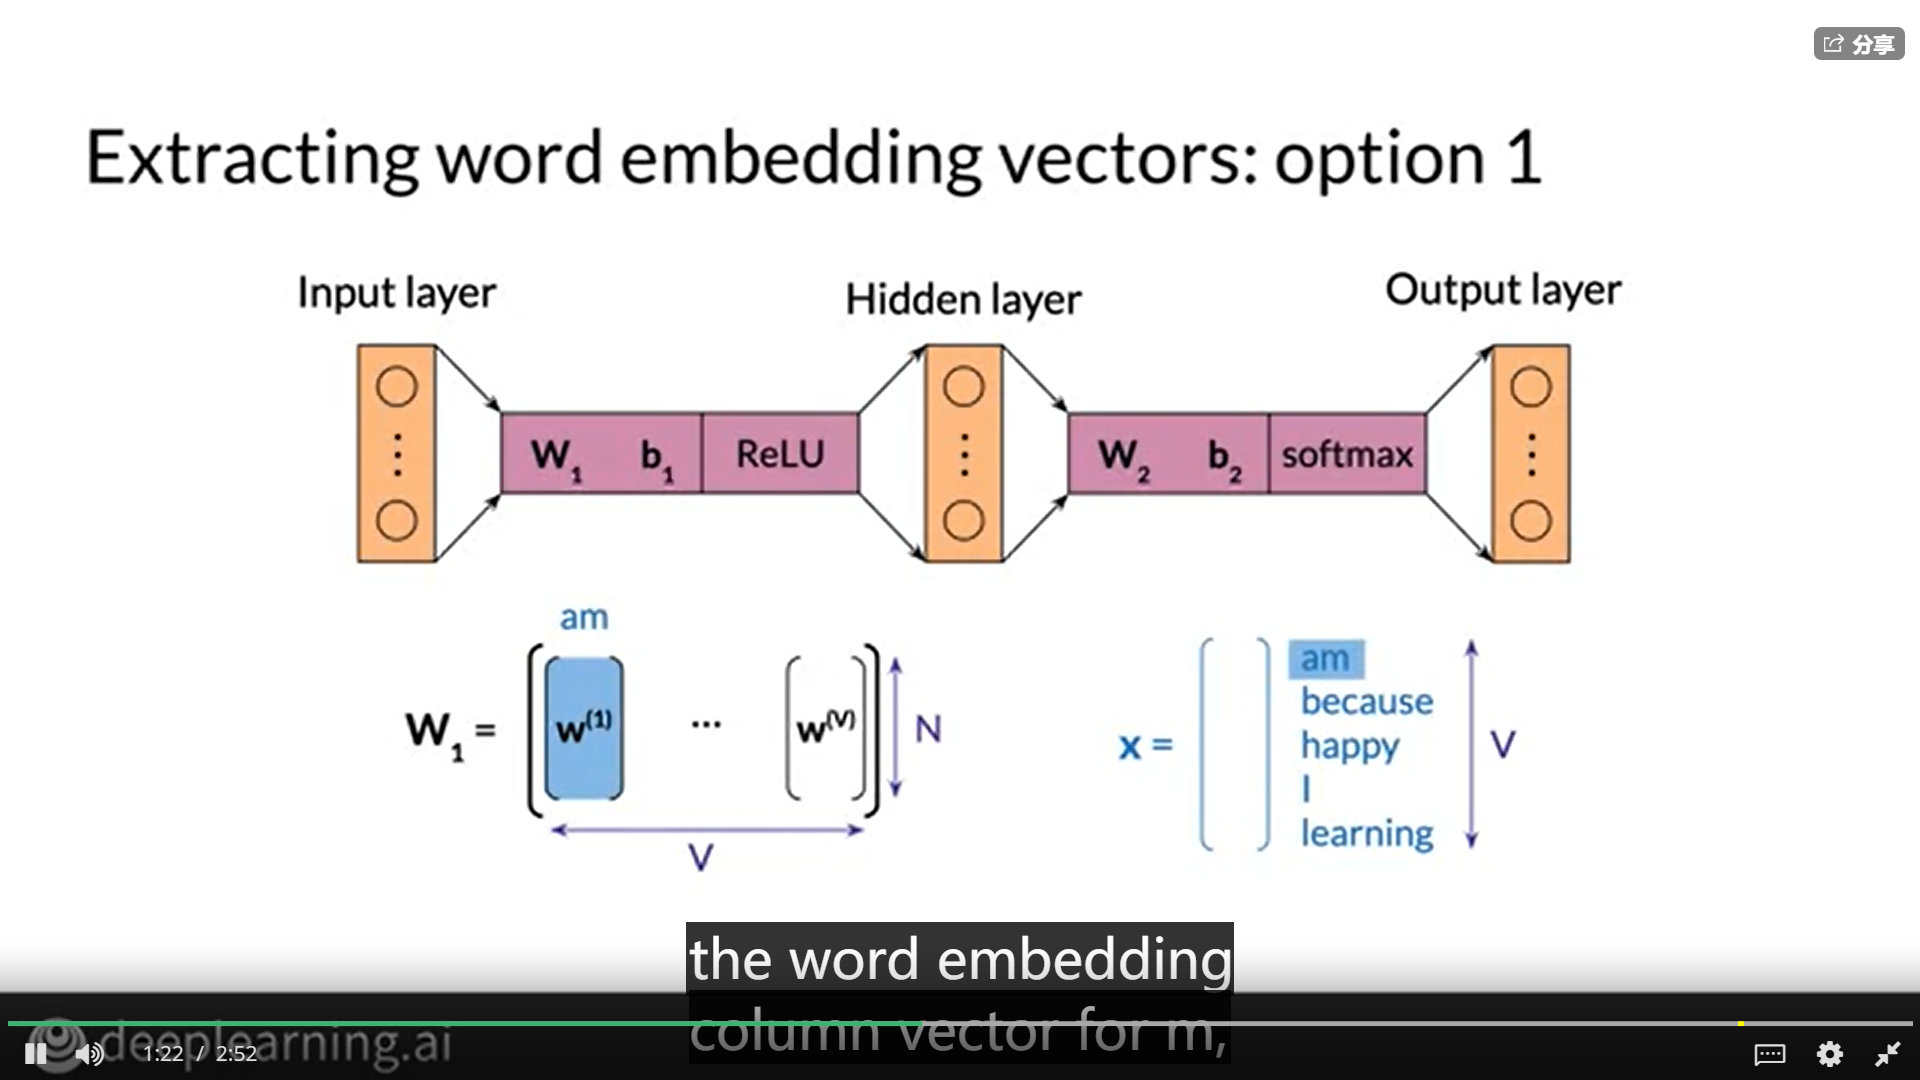 分享
Extracting word embedding vectors: option 1
Input layer
Hidden layer
Output layer
W1 b1 ReLU
W2 b2 softmax
am
W1 = w(1) ... w(V) N
V
x =
am
because
happy
I
learning
V
the word embedding
column vector for m,
deeplearning.ai
1:22 / 2:52